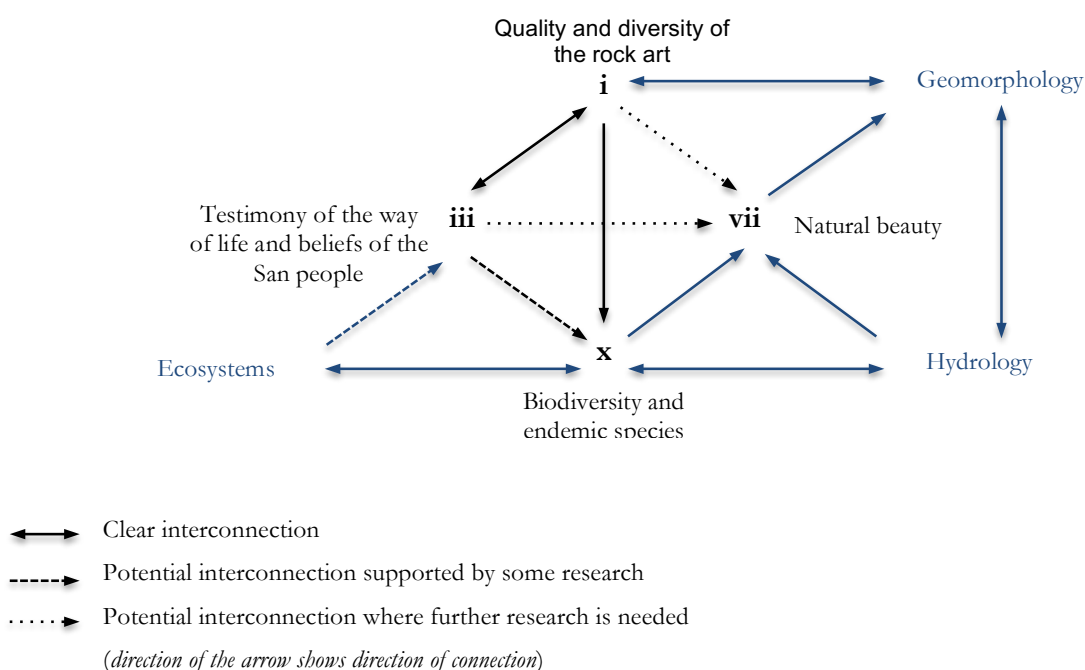 Quality and diversity of
the rock art
i
Geomorphology
Testimony of the way
of life and beliefs of the
San people
iii
vii
Natural beauty
x
Ecosystems
Hydrology
Biodiversity and
endemic species
Clear interconnection
Potential interconnection supported by some research
Potential interconnection where further research is needed
(direction of the arrow shows direction of connection)